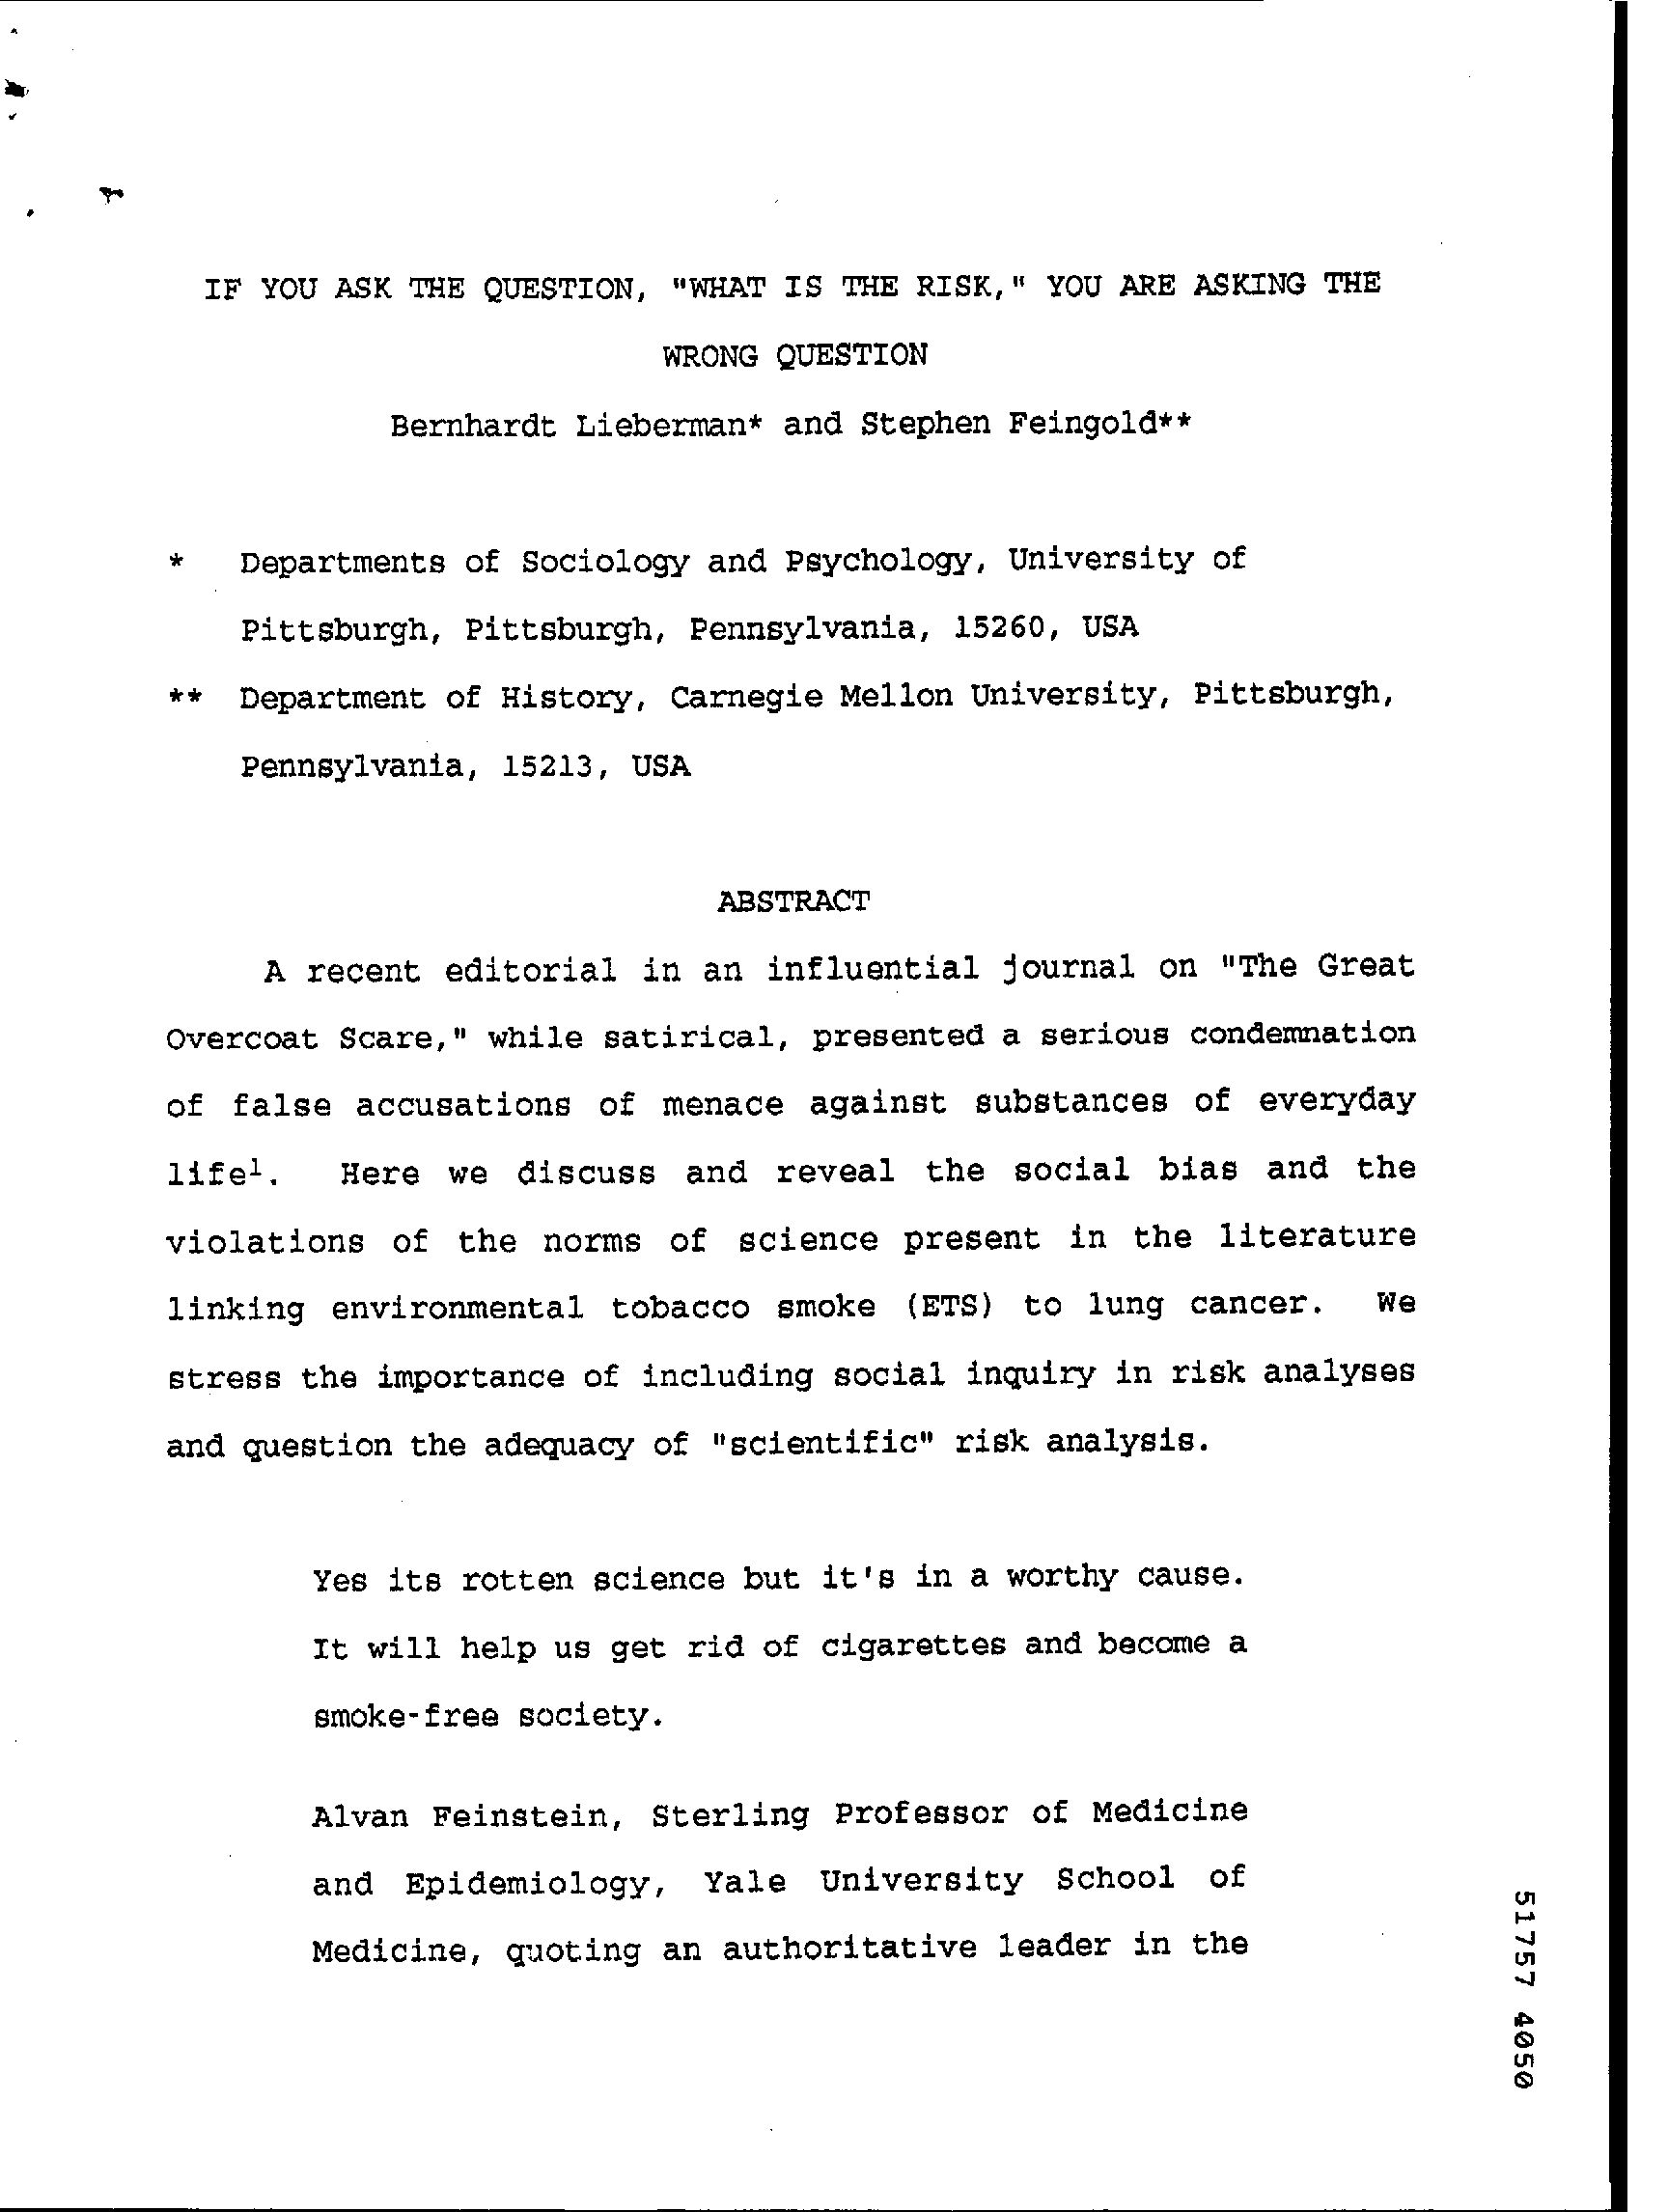 IF YOU ASK THE QUESTION, "WHAT IS THE RISK," YOU ARE ASKING THE
WRONG QUESTION
Bernhardt Lieberman* and Stephen Feingold**
* Departments of Sociology and Psychology, University of
Pittsburgh, Pittsburgh, Pennsylvania, 15260, USA
** Department of History, Carnegie Mellon University, Pittsburgh,
Pennsylvania, 15213, USA
ABSTRACT
A recent editorial in an influential journal on "The Great
Overcoat Scare," while satirical, presented a serious condemnation
of false accusations of menace against substances of everyday
life¹. Here we discuss and reveal the social bias and the
violations of the norms of science present in the literature
linking environmental tobacco smoke (ETS) to lung cancer. We
stress the importance of including social inquiry in risk analyses
and question the adequacy of "scientific" risk analysis.
Yes its rotten science but it's in a worthy cause.
It will help us get rid of cigarettes and become a
smoke-free society.
Alvan Feinstein, Sterling Professor of Medicine
and Epidemiology, Yale University School of
Medicine, quoting an authoritative leader in the
51757 4050